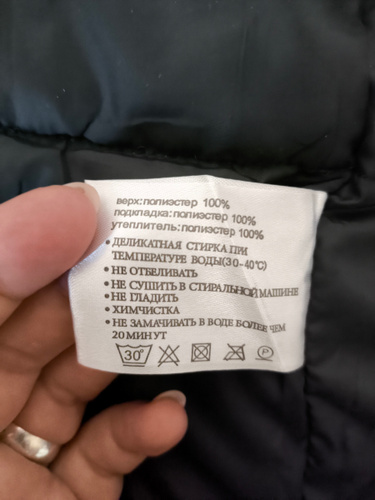 верх: полиэстер 100%
подкладка: полиэстер 100%
утеплитель: полиэстер 100%
• ДЕЛИКАТНАЯ СТИРКА ПРИ
ТЕМПЕРАТУРЕ ВОДЫ(30-40°C)
• НЕ ОТБЕЛИВАТЬ
• НЕ СУШИТЬ В СТИРАЛЬНОЙ МАШИНЕ
• НЕ ГЛАДИТЬ
• ХИМЧИСТКА
• НЕ ЗАМАЧИВАТЬ В ВОДЕ БОЛЕЕ ЧЕМ
20 МИНУТ
30° P